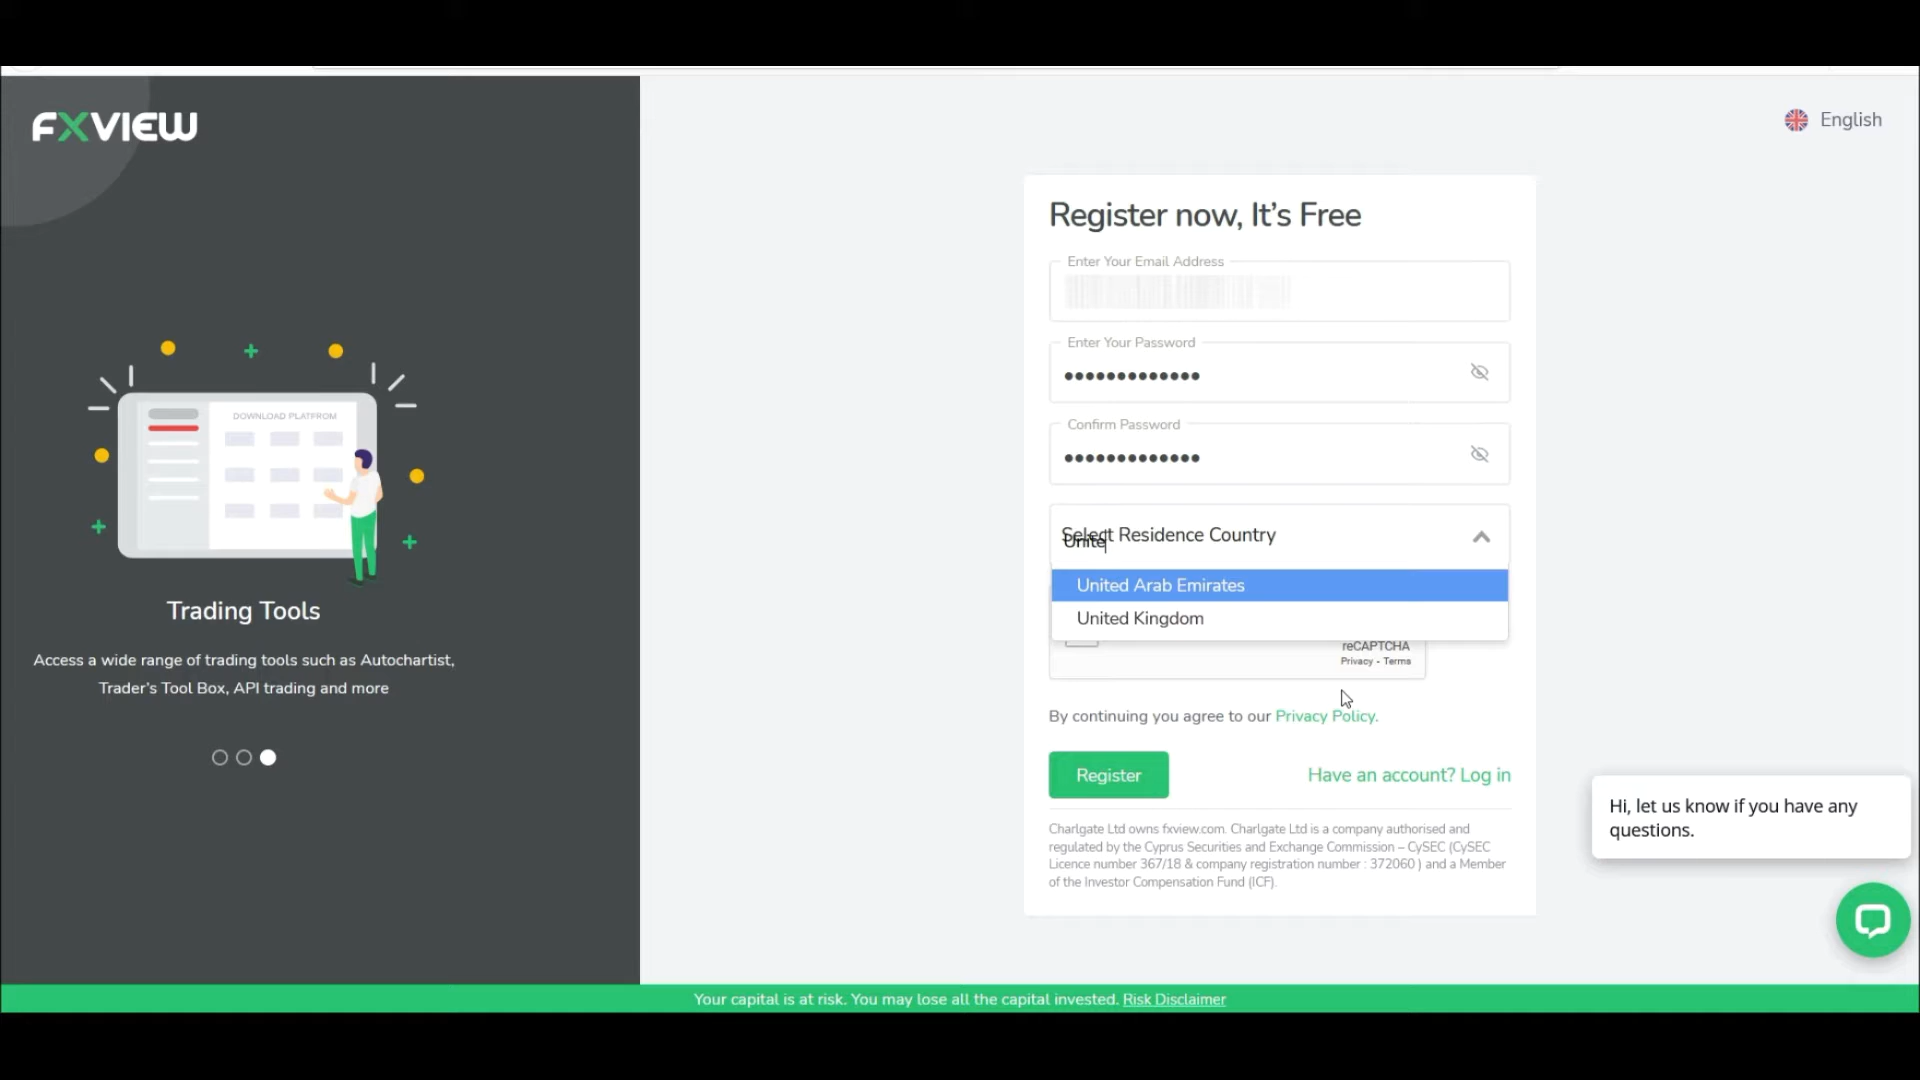 FXVIEW
English
Register now, It's Free
Enter Your Email Address
Enter Your Password
•••••••••••••
Confirm Password
•••••••••••••
Select Residence Country
Unite
United Arab Emirates
United Kingdom
reCAPTCHA
Privacy - Terms
By continuing you agree to our Privacy Policy.
Register
Have an account? Log in
Charlgate Ltd owns fxview.com. Charlgate Ltd is a company authorised and
regulated by the Cyprus Securities and Exchange Commission – CySEC (CySEC
Licence number 367/18 & company registration number : 372060 ) and a Member
of the Investor Compensation Fund (ICF).
DOWNLOAD PLATFROM
Trading Tools
Access a wide range of trading tools such as Autochartist,
Trader's Tool Box, API trading and more
Hi, let us know if you have any
questions.
Your capital is at risk. You may lose all the capital invested. Risk Disclaimer